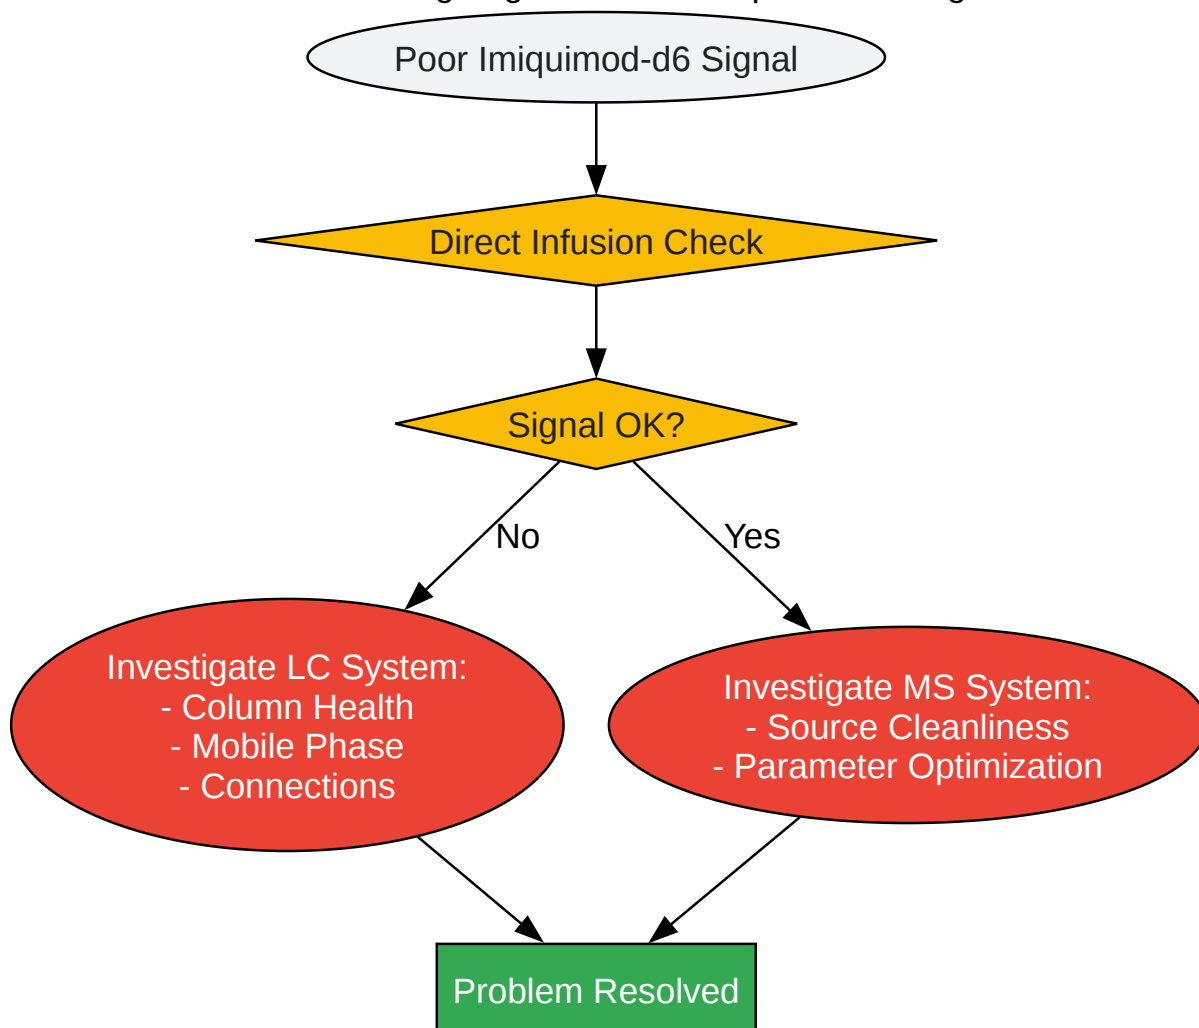 Poor Imiquimod-d6 Signal
Direct Infusion Check
Signal OK?
No
Yes
Investigate LC System:
- Column Health
- Mobile Phase
- Connections
Investigate MS System:
- Source Cleanliness
- Parameter Optimization
Problem Resolved